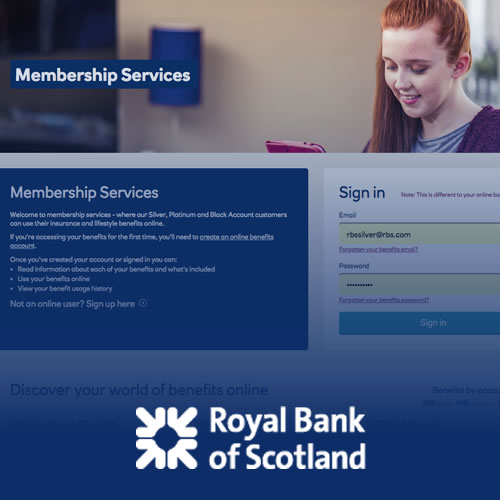 Membership Services
Membership Services
Welcome to membership services - where our Silver, Platinum and Black Account customers
can use their insurance and lifestyle benefits online.
If you're accessing your benefits for the first time, you'll need to create an online benefits
account.
Once you've created your account or signed in you can:
• Read information about each of your benefits and what's included
• Use your benefits online
• View your benefit usage history
Not an online user? Sign up here
Sign in
Note: This is different to your online ba
Email
rbssilver@rbs.com
Forgotten your benefits email?
Password
••••••••••
Forgotten your benefits password?
Sign in
Discover your world of benefits online
Benefits by accou
Royal Bank
of Scotland